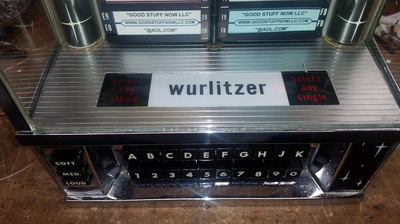 "GOOD STUFF NOW LLC" "GOOD STUFF NOW LLC"
WWW.GOODSTUFFNOW.COM WWW.GOODSTUFFNOW.COM
"@AOL.COM" "@AOL.COM"
select any album
wurlitzer
select any single
SOFT
MED.
LOUD
A B C D E F G H J K
1 2 3 4 5 6 7 8 9 0